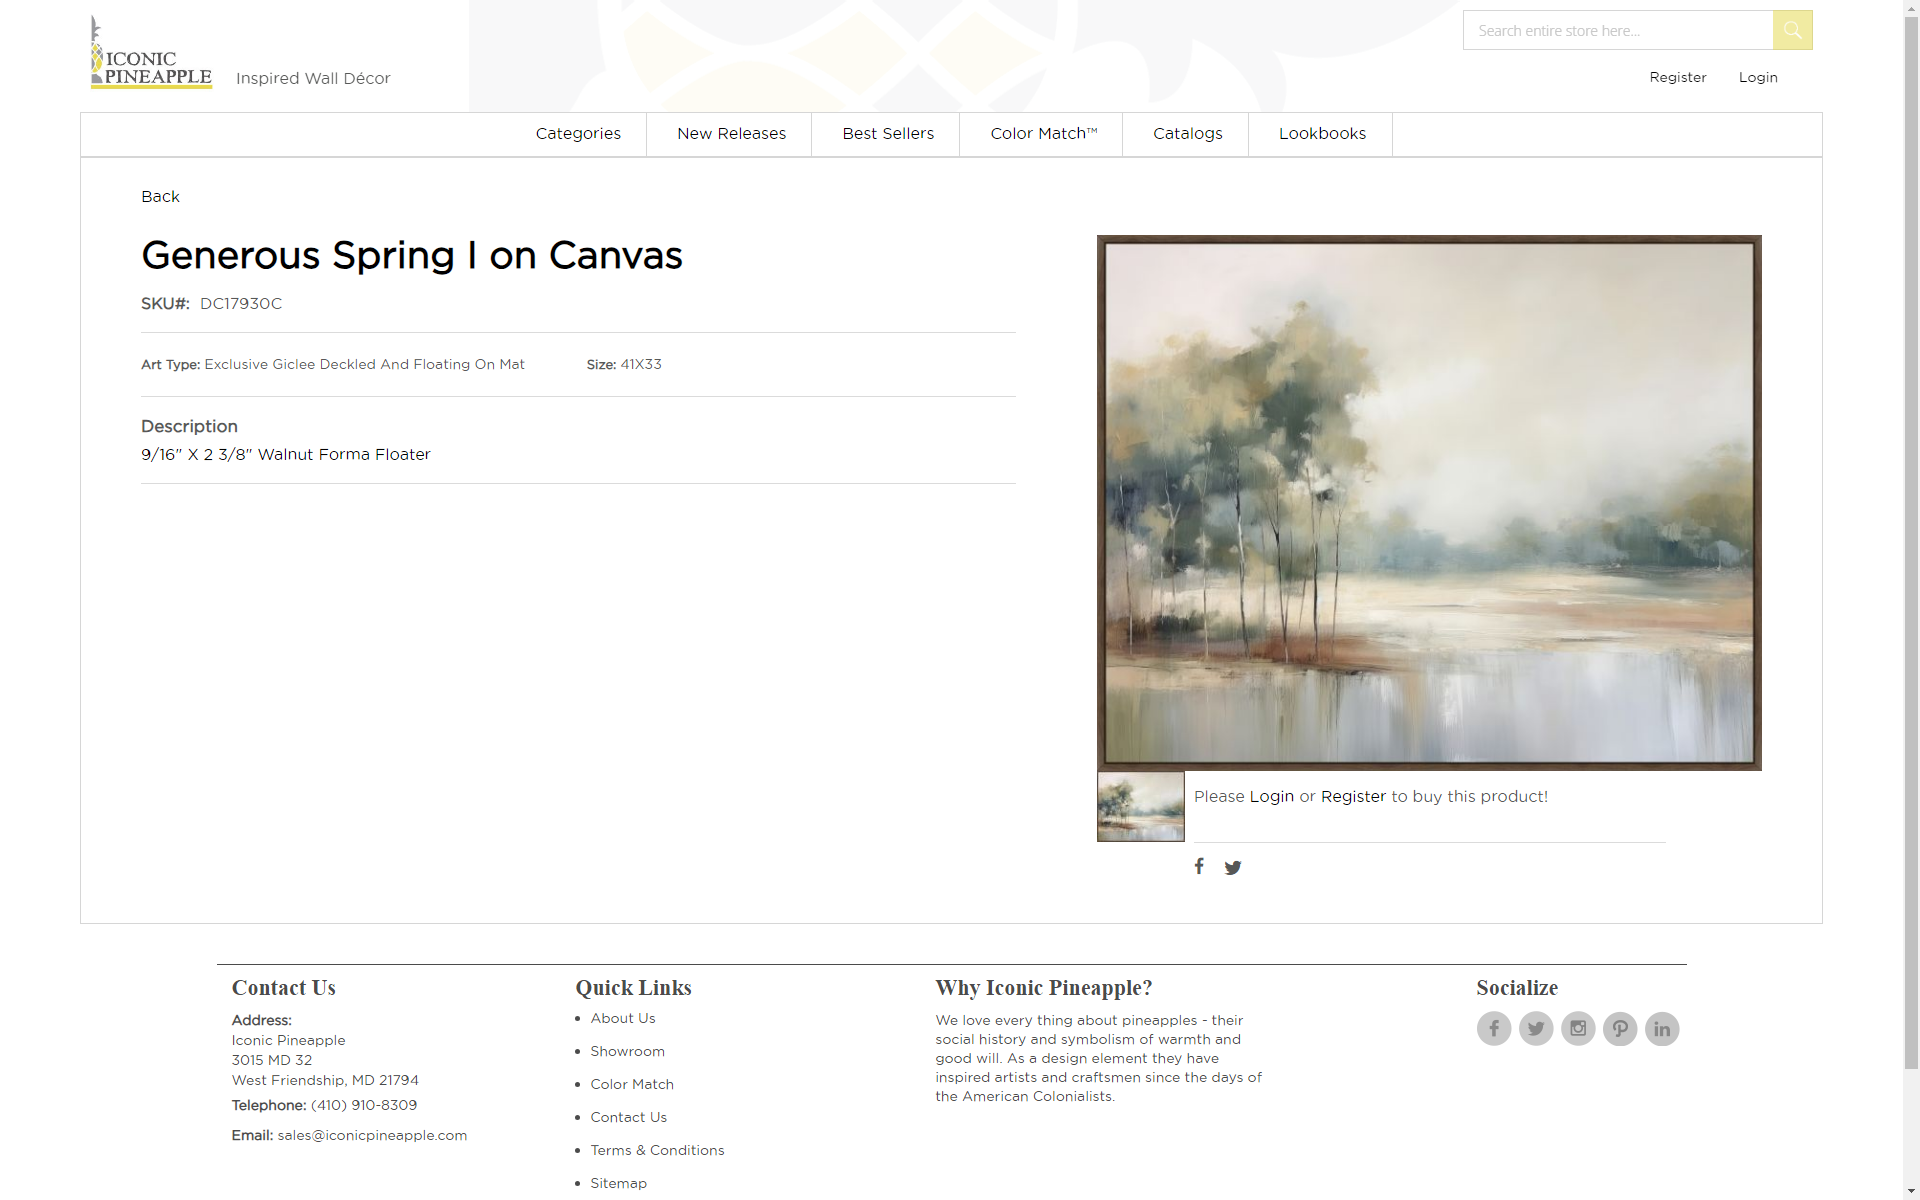 ICONIC
PINEAPPLE
Inspired Wall Décor
Search entire store here...
Register
Login
Categories
New Releases
Best Sellers
Color Match™
Catalogs
Lookbooks
Back
Generous Spring I on Canvas
SKU#: DC17930C
Art Type: Exclusive Giclee Deckled And Floating On Mat
Size: 41X33
Description
9/16" X 2 3/8" Walnut Forma Floater
Please Login or Register to buy this product!
Contact Us
Address:
Iconic Pineapple
3015 MD 32
West Friendship, MD 21794
Telephone: (410) 910-8309
Email: sales@iconicpineapple.com
Quick Links
About Us
Showroom
Color Match
Contact Us
Terms & Conditions
Sitemap
Why Iconic Pineapple?
We love every thing about pineapples - their
social history and symbolism of warmth and
good will. As a design element they have
inspired artists and craftsmen since the days of
the American Colonialists.
Socialize